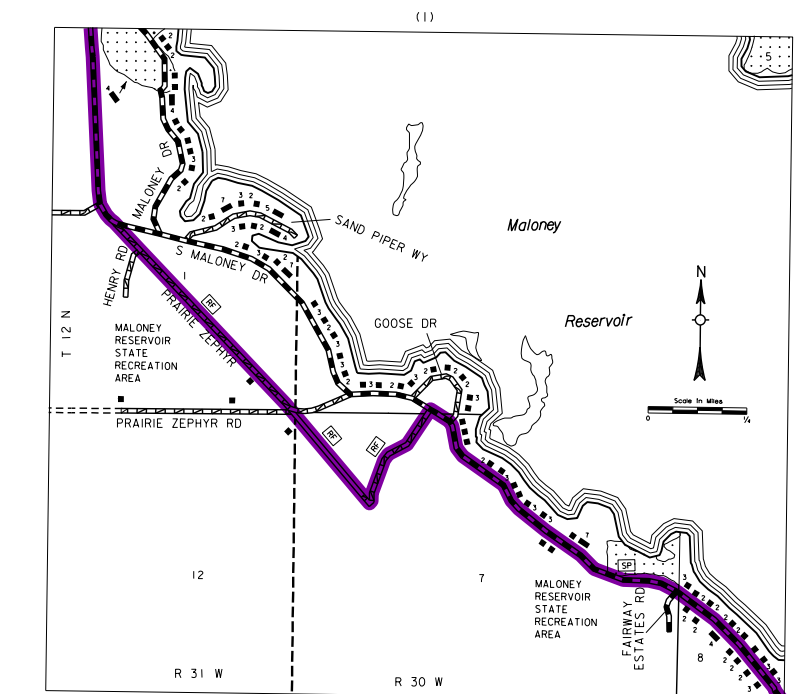 (1)
5
MALONEY DR
SAND PIPER WY
Maloney
N
HENRY RD
S MALONEY DR
1
RF
PRAIRIE ZEPHYR
T 12 N
GOOSE DR
Reservoir
MALONEY
RESERVOIR
STATE
RECREATION
AREA
Scale in Miles
0 1/4
PRAIRIE ZEPHYR RD
RF
RF
12
7
SP
MALONEY
RESERVOIR
STATE
RECREATION
AREA
FAIRWAY
ESTATES RD
8
R 31 W
R 30 W